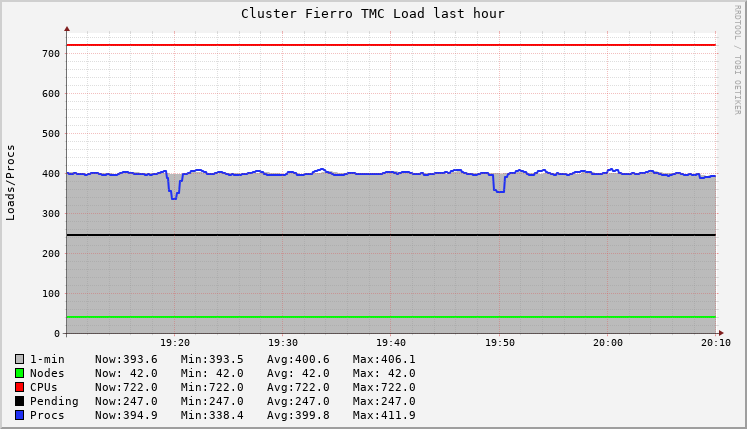 Cluster Fierro TMC Load last hour
RRDTOOL / TOBI OETIKER
Loads/Procs
700
600
500
400
300
200
100
0
19:20 19:30 19:40 19:50 20:00 20:10
1-min Now:393.6 Min:393.5 Avg:400.6 Max:406.1
Nodes Now: 42.0 Min: 42.0 Avg: 42.0 Max: 42.0
CPUs Now:722.0 Min:722.0 Avg:722.0 Max:722.0
Pending Now:247.0 Min:247.0 Avg:247.0 Max:247.0
Procs Now:394.9 Min:338.4 Avg:399.8 Max:411.9